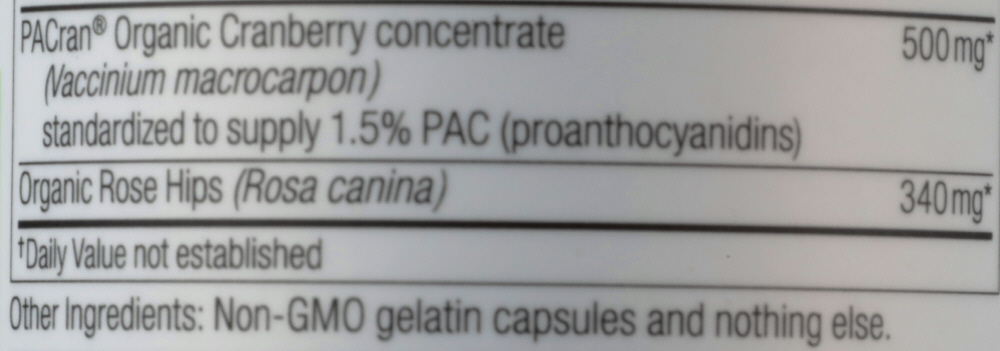 PACran® Organic Cranberry concentrate 500mg*
(Vaccinium macrocarpon)
standardized to supply 1.5% PAC (proanthocyanidins)
Organic Rose Hips (Rosa canina) 340mg*
†Daily Value not established
Other Ingredients: Non-GMO gelatin capsules and nothing else.